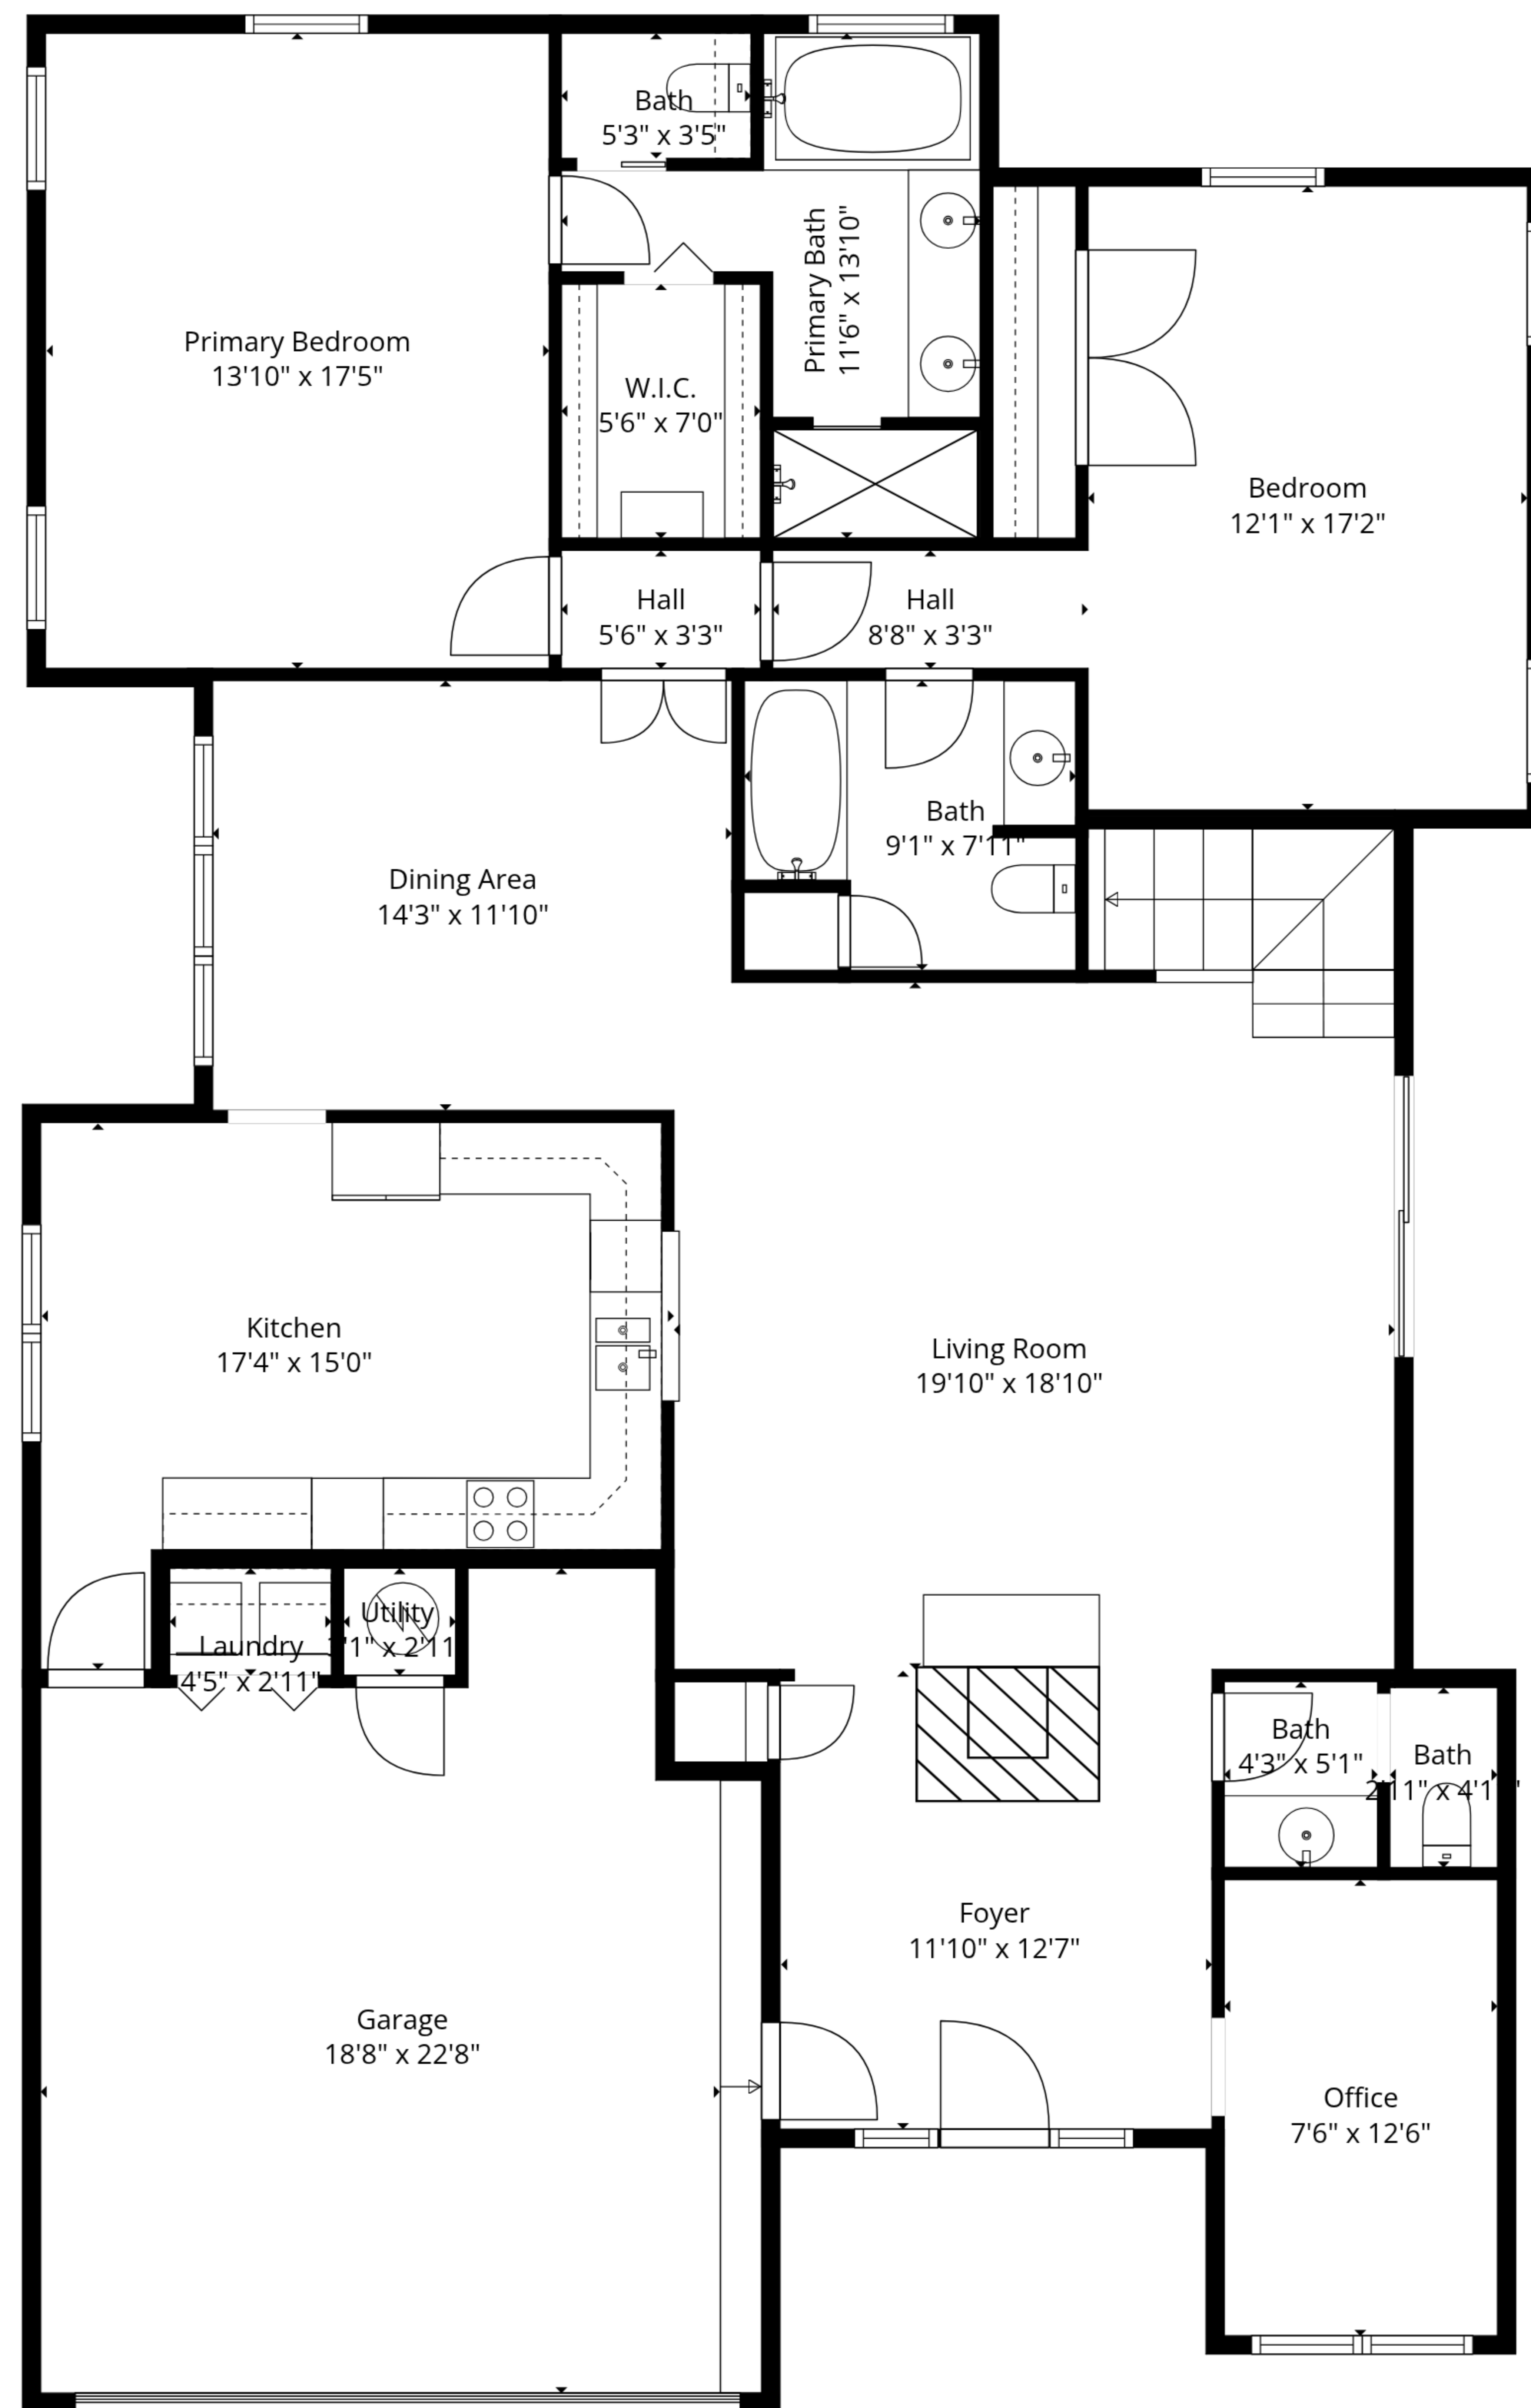 Bath
5'3" x 3'5"
Primary Bath
11'6" x 13'10"
Primary Bedroom
13'10" x 17'5"
W.I.C.
5'6" x 7'0"
Bedroom
12'1" x 17'2"
Hall
5'6" x 3'3"
Hall
8'8" x 3'3"
Bath
9'1" x 7'11"
Dining Area
14'3" x 11'10"
Kitchen
17'4" x 15'0"
Living Room
19'10" x 18'10"
Utility
x 2'11
Laundry
4'5" x 2'11"
Bath
4'3" x 5'1"
Bath
2'11" x
Foyer
11'10" x 12'7"
Garage
18'8" x 22'8"
Office
7'6" x 12'6"